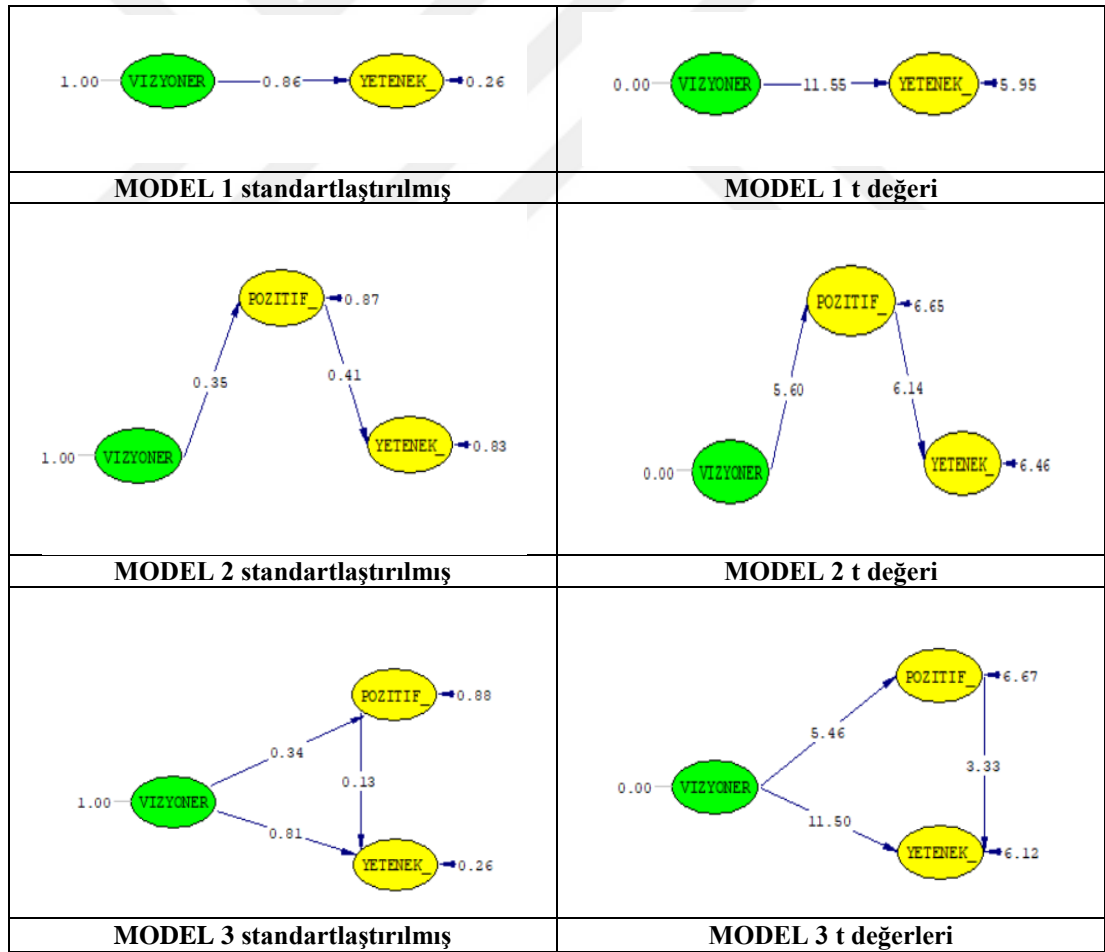 1.00 VIZYONER 0.86 YETENEK_ 0.26
0.00 VIZYONER 11.55 YETENEK_ 5.95
MODEL 1 standartlaştırılmış
MODEL 1 t değeri
POZITIF_ 0.87
0.35
0.41
1.00 VIZYONER
YETENEK_ 0.83
POZITIF_ 6.65
5.60
6.14
0.00 VIZYONER
YETENEK_ 6.46
MODEL 2 standartlaştırılmış
MODEL 2 t değeri
POZITIF_ 0.88
0.34
0.13
1.00 VIZYONER
0.81
YETENEK_ 0.26
POZITIF_ 6.67
5.46
3.33
0.00 VIZYONER
11.50
YETENEK_ 6.12
MODEL 3 standartlaştırılmış
MODEL 3 t değerleri